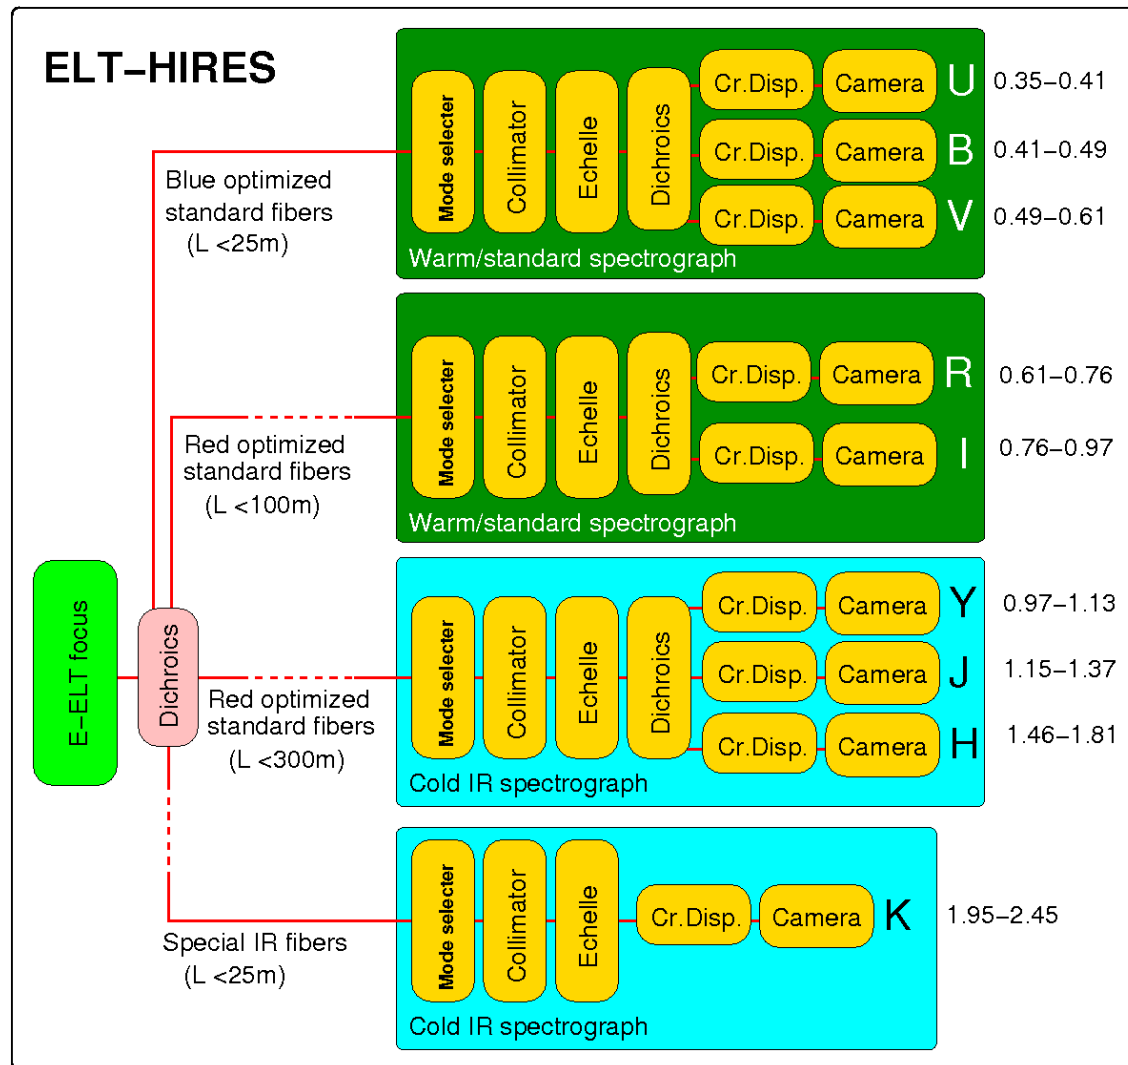 ELT−HIRES
Mode selecter
Collimator
Echelle
Dichroics
Cr.Disp.
Camera
U
0.35−0.41
Cr.Disp.
Camera
B
0.41−0.49
Cr.Disp.
Camera
V
0.49−0.61
Warm/standard spectrograph
Blue optimized
standard fibers
(L <25m)
Mode selecter
Collimator
Echelle
Dichroics
Cr.Disp.
Camera
R
0.61−0.76
Cr.Disp.
Camera
I
0.76−0.97
Warm/standard spectrograph
Red optimized
standard fibers
(L <100m)
E−ELT focus
Dichroics
Mode selecter
Collimator
Echelle
Dichroics
Cr.Disp.
Camera
Y
0.97−1.13
Cr.Disp.
Camera
J
1.15−1.37
Cr.Disp.
Camera
H
1.46−1.81
Cold IR spectrograph
Red optimized
standard fibers
(L <300m)
Mode selecter
Collimator
Echelle
Cr.Disp.
Camera
K
1.95−2.45
Cold IR spectrograph
Special IR fibers
(L <25m)